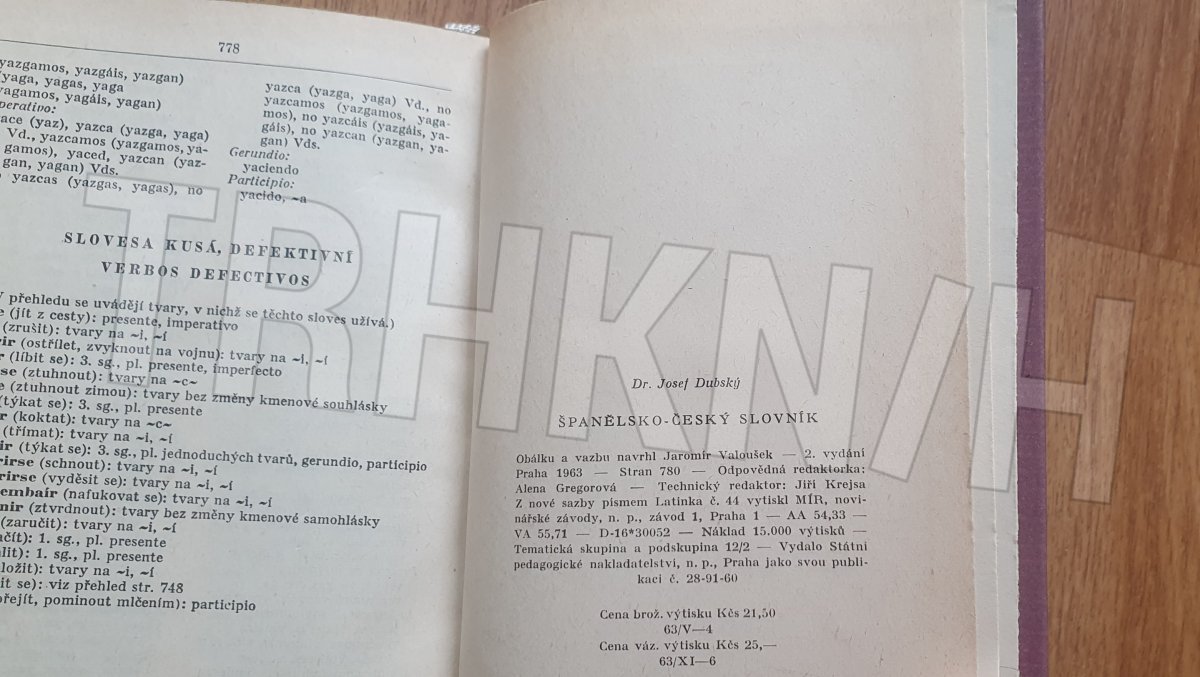 778
yazgamos, yazgáis, yazgan)
yaga, yagas, yaga
yagamos, yagáis, yagan)
perativo:
ace (yaz), yazca (yazga, yaga)
Vd., yazcamos (yazgamos, ya-
gamos), yaced, yazcan (yaz-
gan, yagan) Vds.
yazcas (yazgas, yagas), no
yazca (yazga, yaga) Vd., no
yazcamos (yazgamos, yaga-
mos), no yazcáis (yazgáis, ya-
gáis), no yazcan (yazgan, ya-
gan) Vds.
Gerundio:
yaciendo
Participio:
yacido, ~a
SLOVESA KUSÁ, DEFEKTIVNÍ
VERBOS DEFECTIVOS
V přehledu se uvádějí tvary, v nichž se těchto sloves užívá.)
(jít z cesty): presente, imperativo
(zrušit): tvary na ~i, ~í
ir (ostřílet, zvyknout na vojnu): tvary na ~i, ~í
r (líbit se): 3. sg., pl. presente, imperfecto
se (ztuhnout): tvary na ~c~
e (ztuhnout zimou): tvary bez změny kmenové souhlásky
(týkat se): 3. sg., pl. presente
r (koktat): tvary na ~c~
(třímat): tvary na ~i, ~í
ir (týkat se): 3. sg., pl. jednoduchých tvarů, gerundio, participio
rirse (schnout): tvary na ~i, ~í
rirse (vyděsit se): tvary na ~i, ~í
embaír (nafukovat se): tvary na ~i, ~í
nir (ztvrdnout): tvary bez změny kmenové samohlásky
(zaručit): tvary na ~i, ~í
čít): 1. sg., pl. presente
lit): 1. sg., pl. presente
ložit): tvary na ~i, ~í
it se): viz přehled str. 748
ořejít, pominout mlčením): participio
Dr. Josef Dubský
ŠPANĚLSKO-ČESKÝ SLOVNÍK
Obálku a vazbu navrhl Jaromír Valoušek — 2. vydání
Praha 1963 — Stran 780 — Odpovědná redaktorka:
Alena Gregorová — Technický redaktor: Jiří Krejsa
Z nové sazby písmem Latinka č. 44 vytiskl MÍR, novi-
nářské závody, n. p., závod 1, Praha 1 — AA 54,33 —
VA 55,71 — D-16*30052 — Náklad 15.000 výtisků —
Tematická skupina a podskupina 12/2 — Vydalo Státní
pedagogické nakladatelství, n. p., Praha jako svou publi-
kaci č. 28-91-60
Cena brož. výtisku Kčs 21,50
63/V—4
Cena váz. výtisku Kčs 25,—
63/XI—6
TRHKNIH